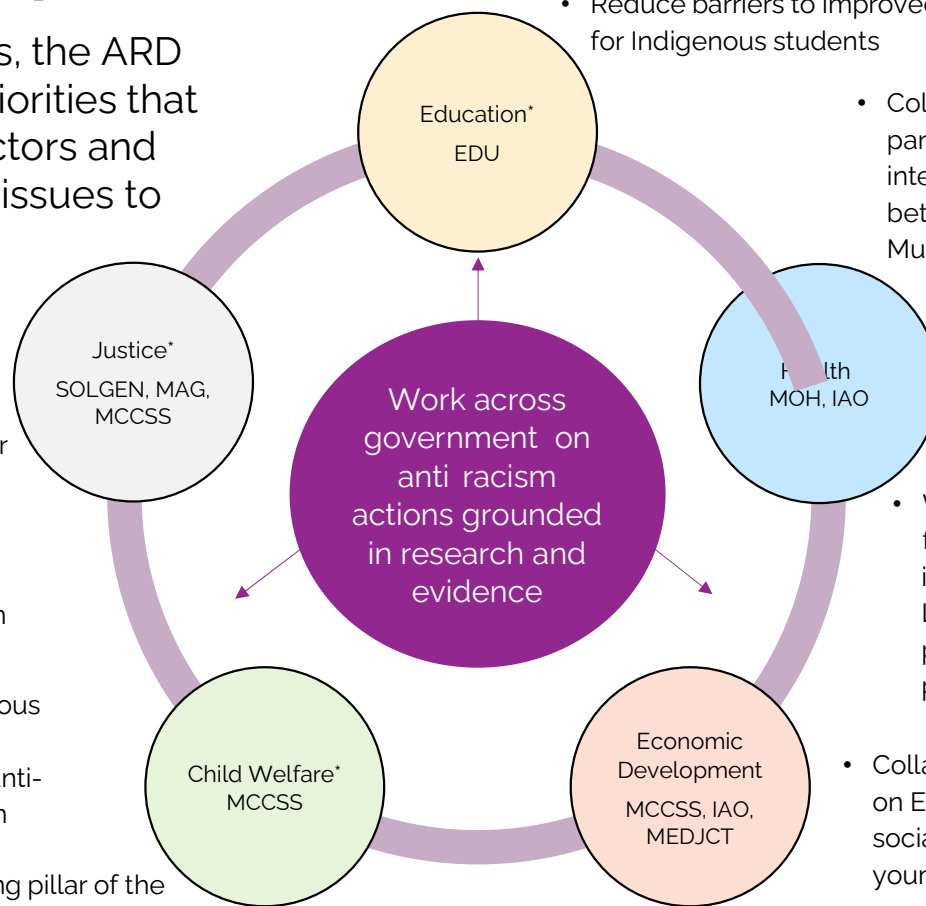 Reduce barriers to improved
for Indigenous students
s, the ARD
iorities that
ctors and
issues to
Education*
EDU
Col
par
inte
bet
Mu
Justice*
SOLGEN, MAG,
MCCSS
MOH, IAO
Work across
government on
anti racism
actions grounded
in research and
evidence
r
V
f
i
L
p
p
n
ous
nti-
n
ng pillar of the
Child Welfare*
MCCSS
Economic
Development
MCCSS, IAO,
MEDJCT
Colla
on E
socia
your